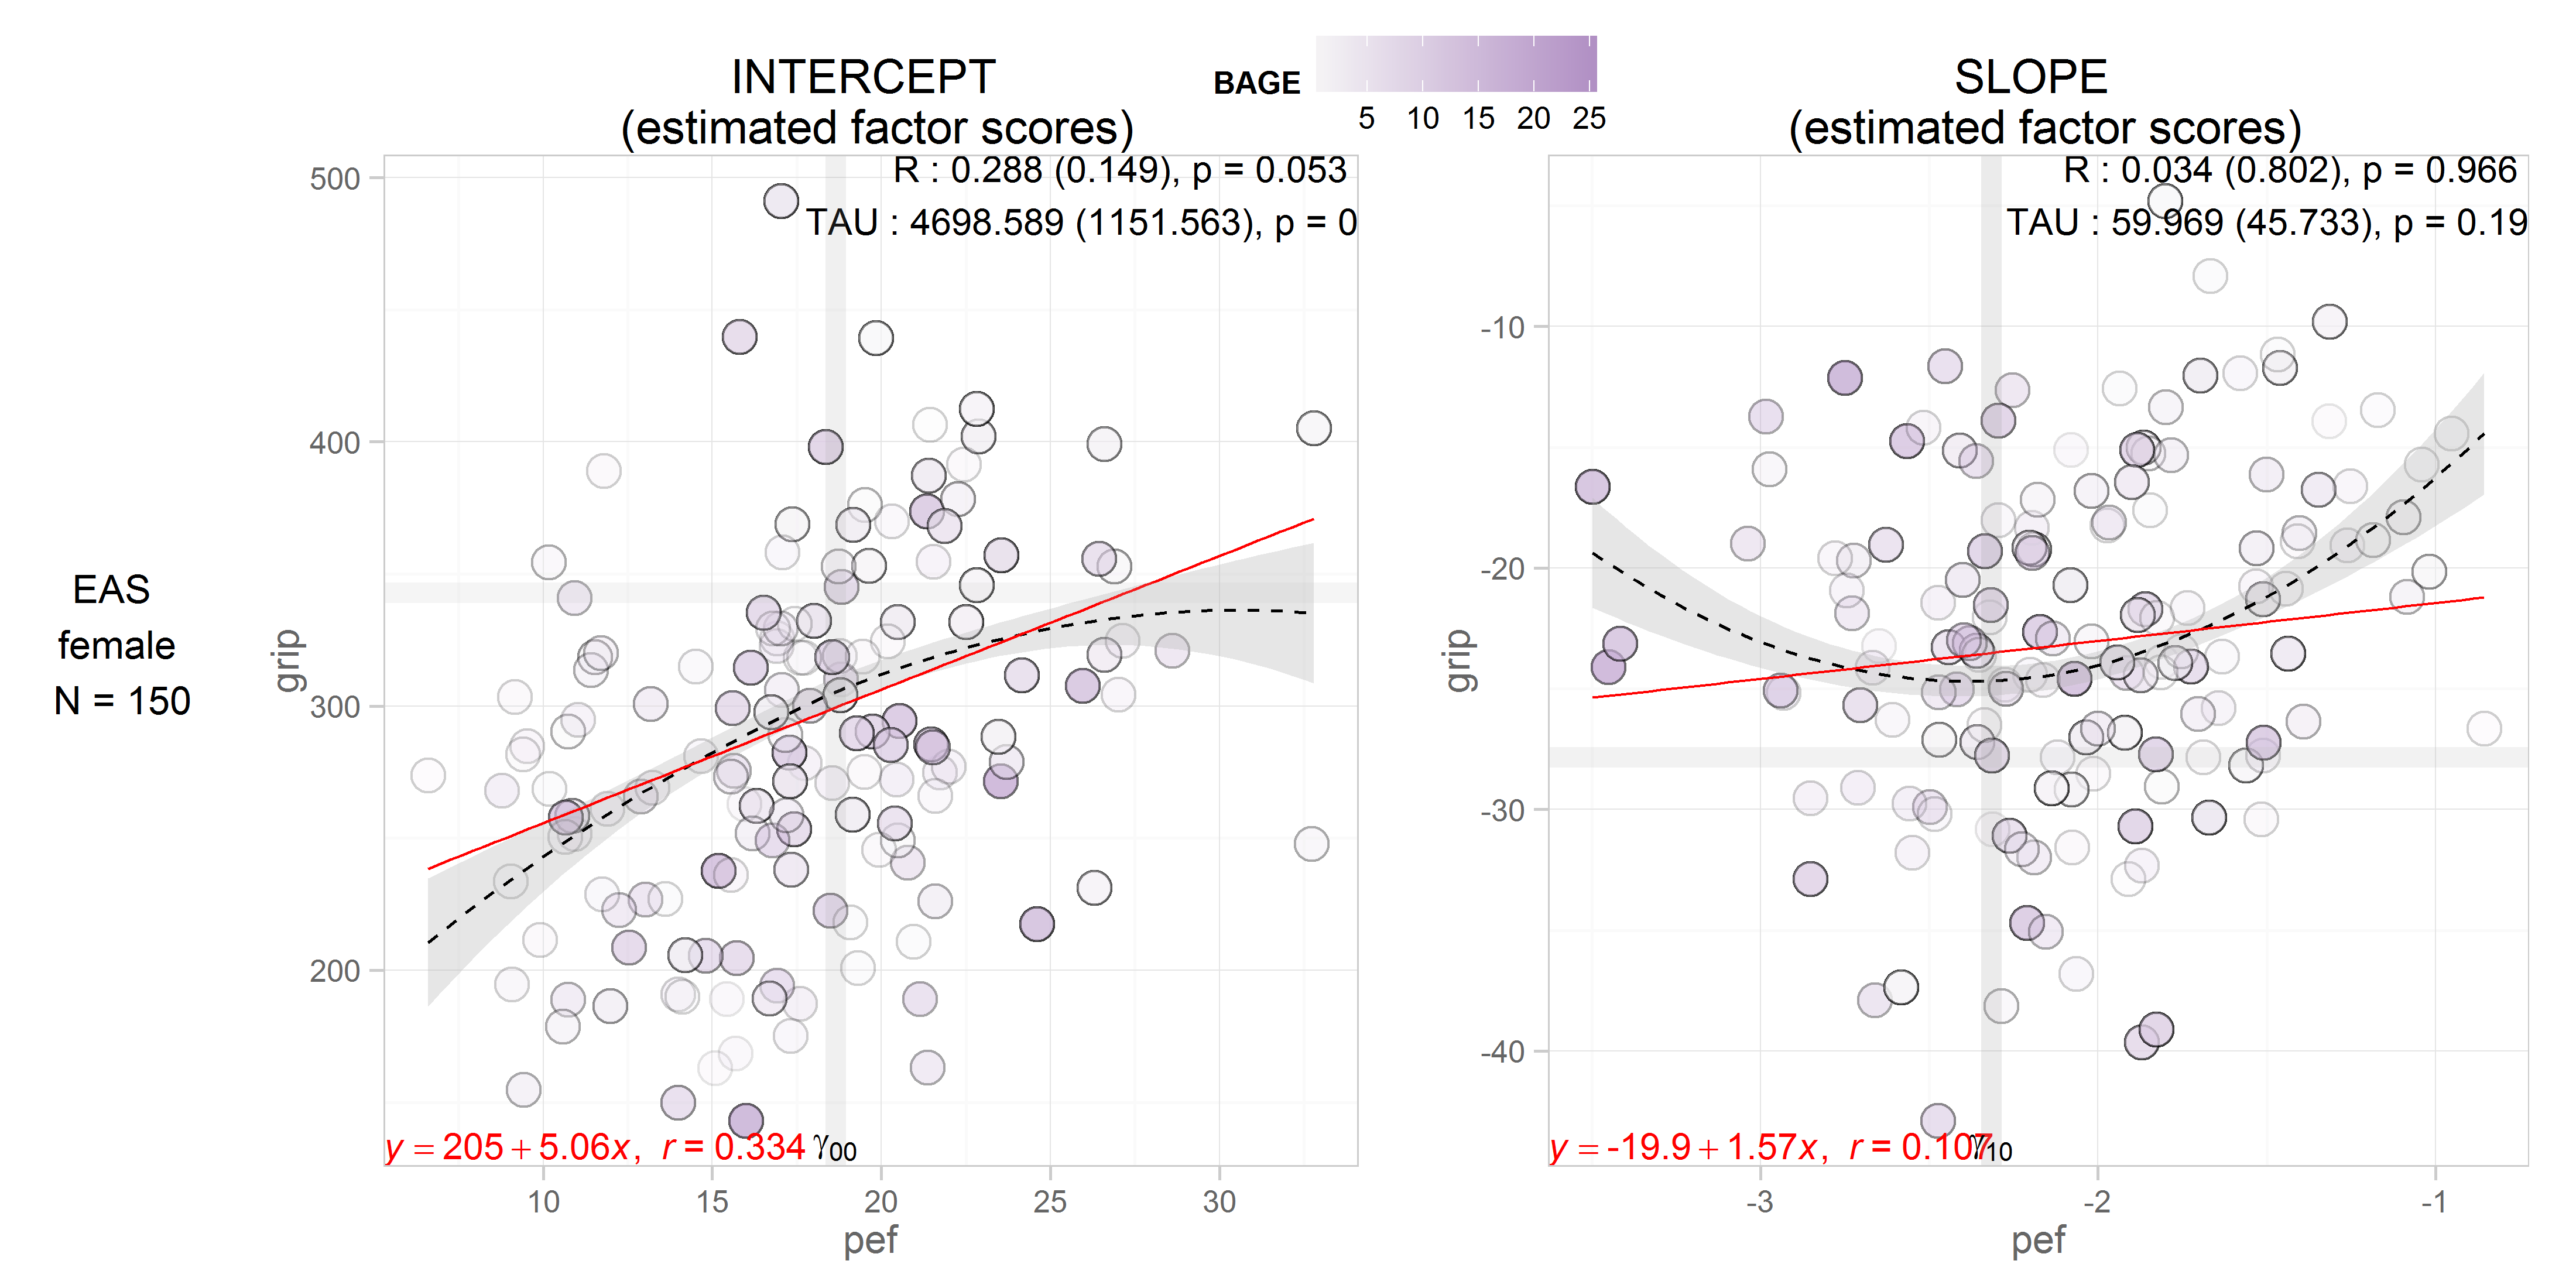 BAGE
5 10 15 20 25
INTERCEPT
(estimated factor scores)
R : 0.288 (0.149), p = 0.053
TAU : 4698.589 (1151.563), p = 0
500
400
300
200
grip
y = 205 + 5.06x, r = 0.334
γ00
10 15 20 25 30
pef
EAS
female
N = 150
SLOPE
(estimated factor scores)
R : 0.034 (0.802), p = 0.966
TAU : 59.969 (45.733), p = 0.19
-10
-20
-30
-40
grip
y = -19.9 + 1.57x, r = 0.107
γ10
-3 -2 -1
pef